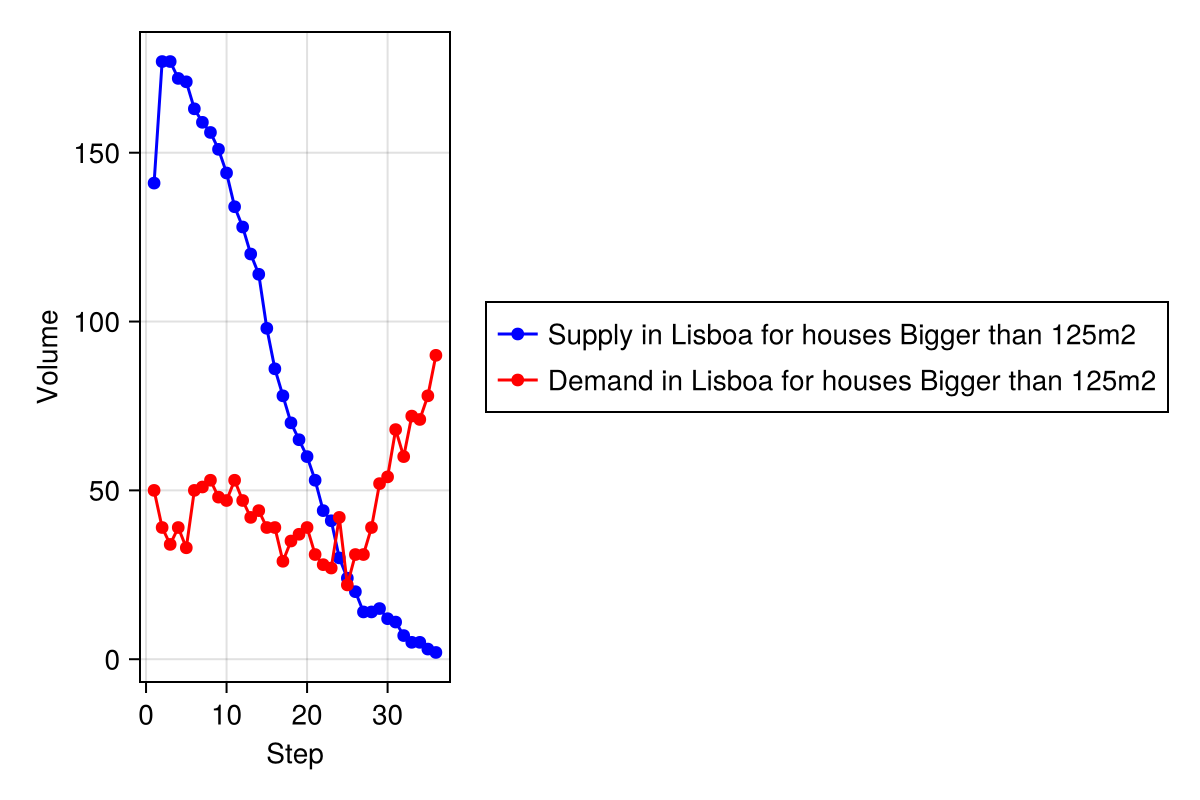 Volume
150
100
50
0
0 10 20 30
Step
Supply in Lisboa for houses Bigger than 125m2
Demand in Lisboa for houses Bigger than 125m2